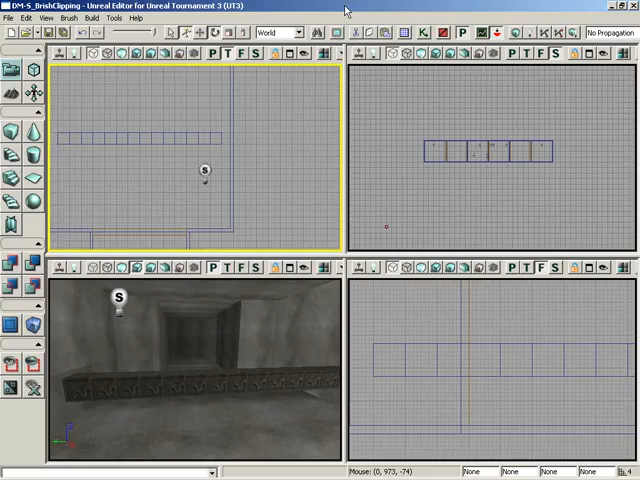 DM-S_BrishClipping - Unreal Editor for Unreal Tournament 3 (UT3)
File Edit View Brush Build Tools Help
World
No Propagation
P T F S
P T F S
S
P T F S
P T F S
S
Z
Mouse: (0, 973, -74)
None
None
None
None
4